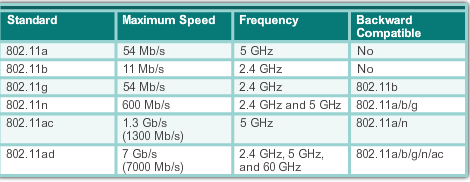 Standard Maximum Speed Frequency Backward
Compatible
802.11a 54 Mb/s 5 GHz No
802.11b 11 Mb/s 2.4 GHz No
802.11g 54 Mb/s 2.4 GHz 802.11b
802.11n 600 Mb/s 2.4 GHz and 5 GHz 802.11a/b/g
802.11ac 1.3 Gb/s 5 GHz 802.11a/n
(1300 Mb/s)
802.11ad 7 Gb/s 2.4 GHz, 5 GHz, 802.11a/b/g/n/ac
(7000 Mb/s) and 60 GHz